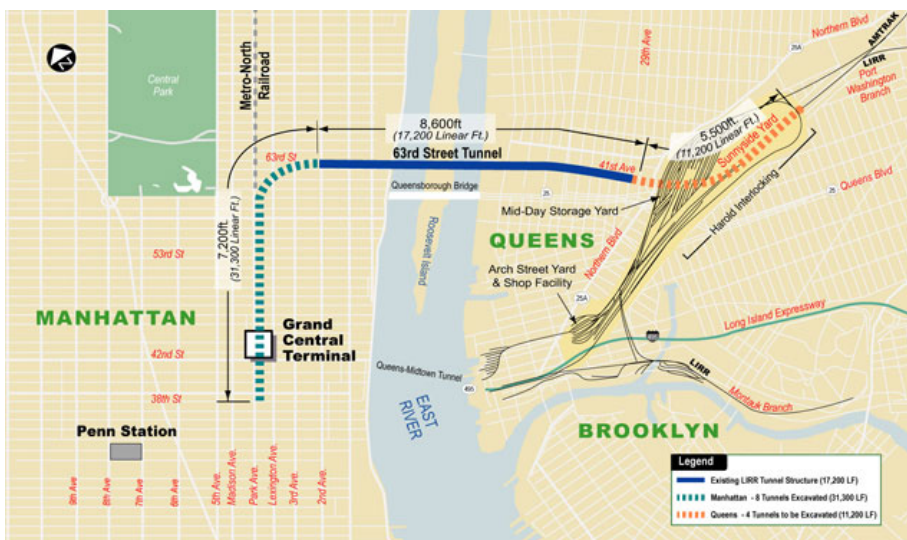 Central
Park
Metro-North
Railroad
63rd St
8,600ft
(17,200 Linear Ft.)
63rd Street Tunnel
Queensborough Bridge
Roosevelt Island
29th Ave
41st Ave
5,500ft.
(11,200 Linear Ft.)
Sunnyside Yard
Northern Blvd
25A
AMTRAK
LIRR
Port
Washington
Branch
Queens Blvd
25
25
Harold Interlocking
Mid-Day Storage Yard
QUEENS
Northern Blvd
25A
Arch Street Yard
& Shop Facility
7,200ft.
(31,300 Linear Ft.)
53rd St
MANHATTAN
Grand
Central
Terminal
42nd St
38th St
Penn Station
9th Ave
8th Ave
7th Ave
6th Ave
5th Ave.
Madison Ave.
Park Ave.
Lexington Ave.
3rd Ave.
2nd Ave.
Queens-Midtown Tunnel
495
EAST
RIVER
Long Island Expressway
LIRR
Montauk Branch
BROOKLYN
Legend
Existing LIRR Tunnel Structure (17,200 LF)
Manhattan - 8 Tunnels Excavated (31,300 LF)
Queens - 4 Tunnels to be Excavated (11,200 LF)